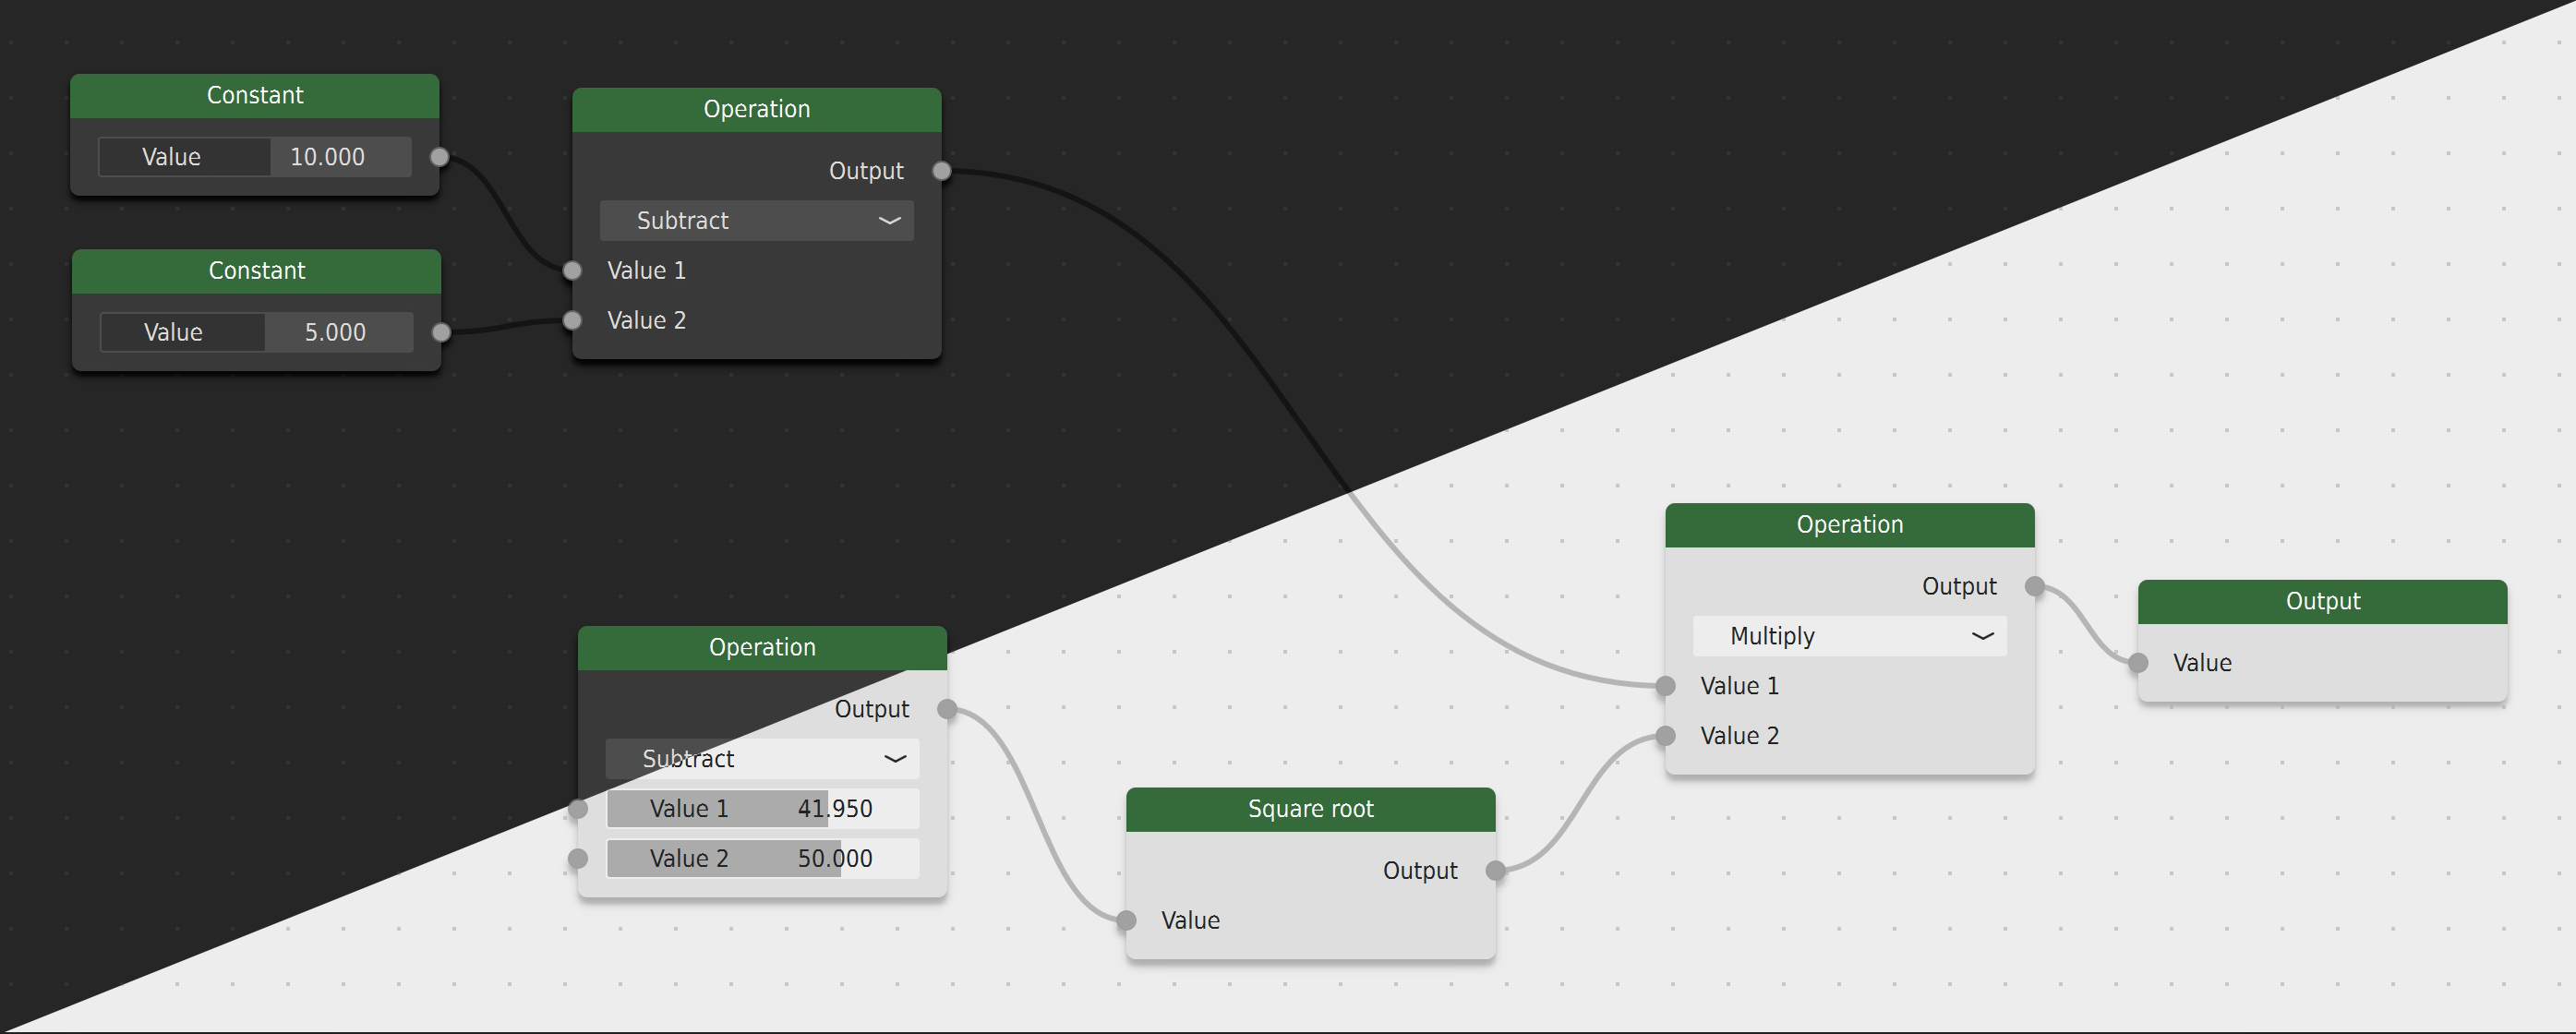 Constant
Value 10.000
Constant
Value 5.000
Operation
Output
Subtract
Value 1
Value 2
Operation
Output
Subtract
Value 1 41.950
Value 2 50.000
Square root
Output
Value
Operation
Output
Multiply
Value 1
Value 2
Output
Value